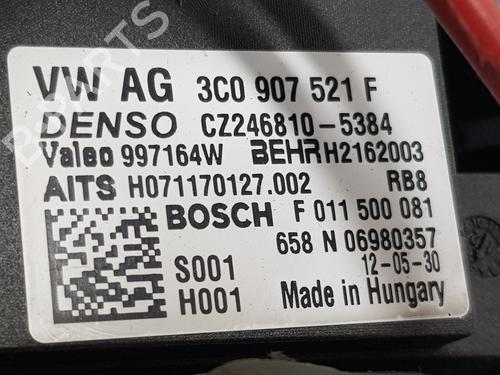 VW AG 3C0 907 521 F
DENSO CZ246810-5384
Valeo 997164W BEHR H2162003
AITS H071170127.002 RB8
BOSCH F 011 500 081
658 N 06980357
S001 12-05-30
H001 Made in Hungary
B-PARTS